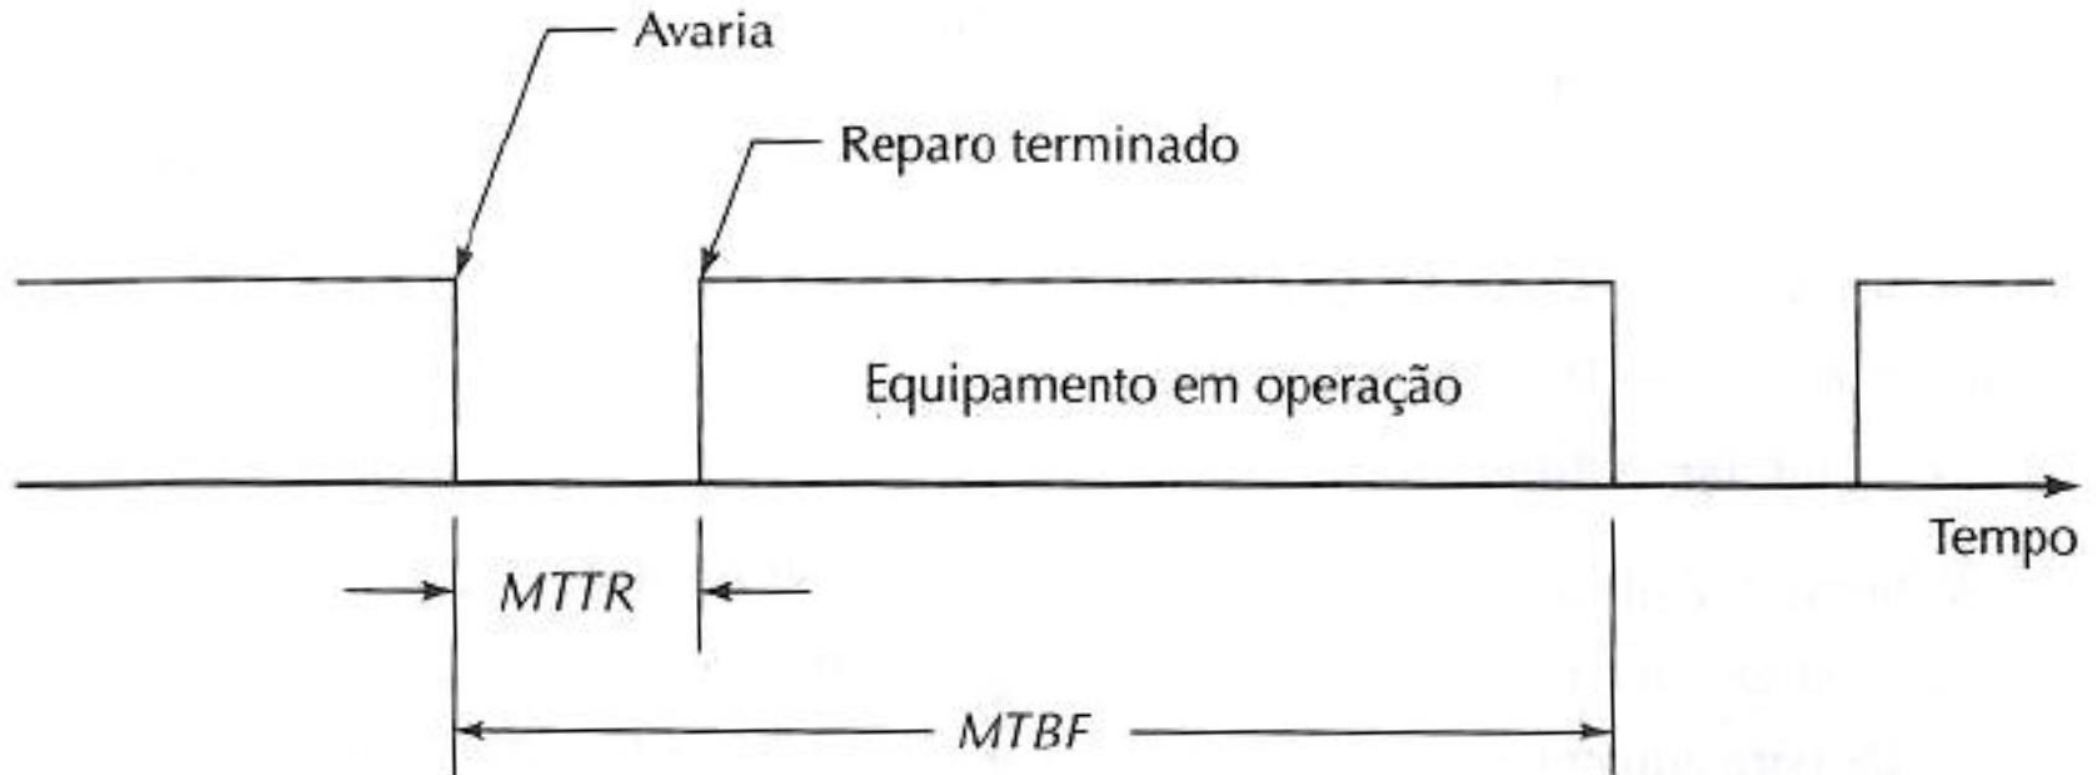 Avaria
Reparo terminado
Equipamento em operação
Tempo
MTTR
MTBF